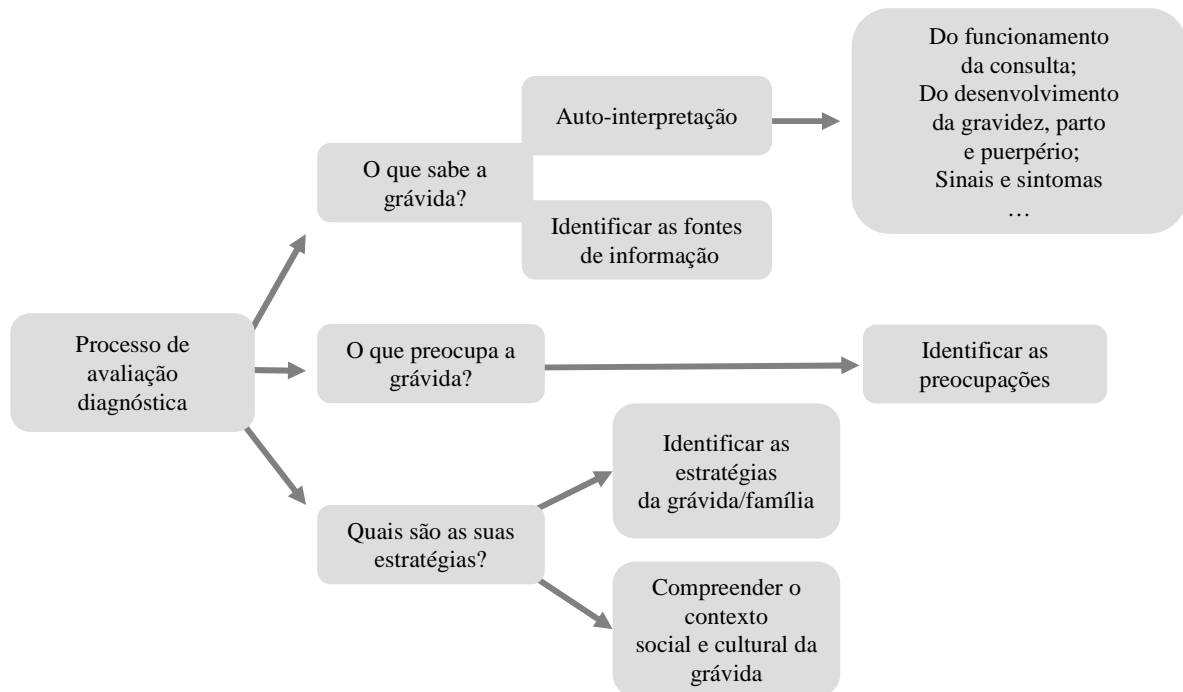 Do funcionamento
da consulta;
Do desenvolvimento
da gravidez, parto
e puerpério;
Sinais e sintomas
…
Auto-interpretação
O que sabe a
grávida?
Identificar as fontes
de informação
Processo de
avaliação
diagnóstica
O que preocupa a
grávida?
Identificar as
preocupações
Identificar as
estratégias
da grávida/família
Quais são as suas
estratégias?
Compreender o
contexto
social e cultural da
grávida